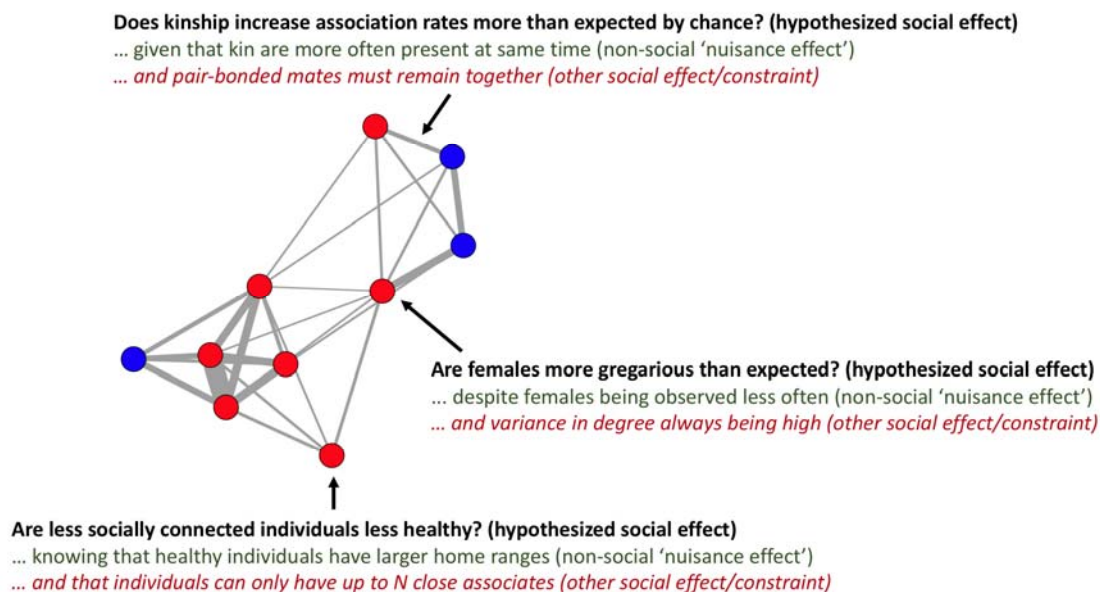 Does kinship increase association rates more than expected by chance? (hypothesized social effect)
... given that kin are more often present at same time (non-social ‘nuisance effect’)
... and pair-bonded mates must remain together (other social effect/constraint)
Are females more gregarious than expected? (hypothesized social effect)
... despite females being observed less often (non-social ‘nuisance effect’)
... and variance in degree always being high (other social effect/constraint)
Are less socially connected individuals less healthy? (hypothesized social effect)
... knowing that healthy individuals have larger home ranges (non-social ‘nuisance effect’)
... and that individuals can only have up to N close associates (other social effect/constraint)